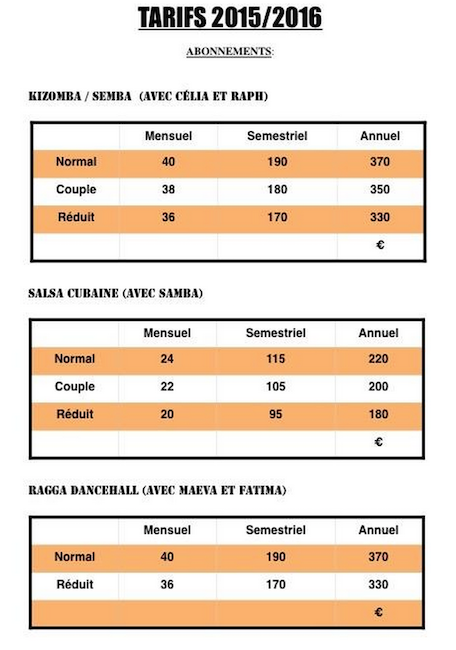 TARIFS 2015/2016
ABONNEMENTS:
KIZOMBA / SEMBA (AVEC CÉLIA ET RAPH)
Mensuel Semestriel Annuel
Normal 40 190 370
Couple 38 180 350
Réduit 36 170 330
€
SALSA CUBAINE (AVEC SAMBA)
Mensuel Semestriel Annuel
Normal 24 115 220
Couple 22 105 200
Réduit 20 95 180
€
RAGGA DANCEHALL (AVEC MAEVA ET FATIMA)
Mensuel Semestriel Annuel
Normal 40 190 370
Réduit 36 170 330
€